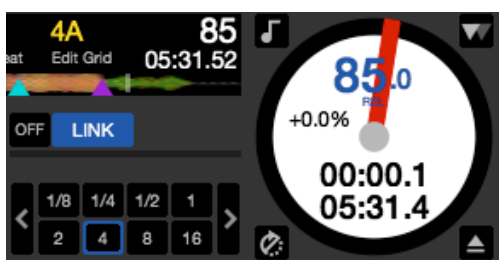 4A 85
eat Edit Grid 05:31.52
OFF LINK
1/8 1/4 1/2 1
2 4 8 16
85.0
+0.0%
00:00.1
05:31.4